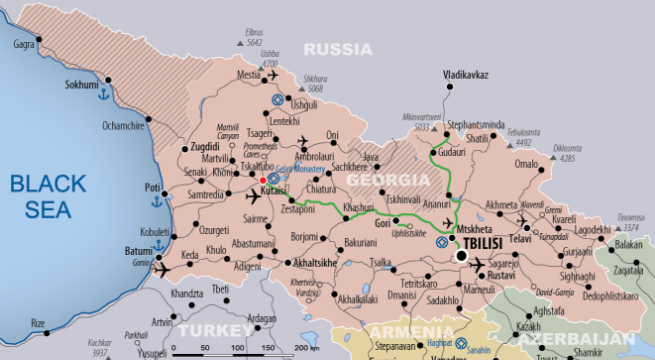 Elbrus
5642
Gagra
RUSSIA
Ushba
4700
Mestia
Shkhara
5068
Vladikavkaz
Sokhumi
Ushguli
Lentekhi
Mkinvartsveri
5033
Stephantsminda
Ochamchire
Tsageri
Oni
Shatili
Tebulosmta
4492
Zugdidi
Martvili
Canyon
Prometheus
Caves
Ambrolauri
Java
Gudauri
Diklosmta
4285
Martvili
Tskaltubo
Gelati Monastery
Sachkhere
Omalo
BLACK
SEA
Senaki
Khoni
Kutaisi
GEORGIA
Poti
Samtredia
Chiatura
Tskhinvali
Ananuri
Zestaponi
Khashuri
Akhmeta
Alaverdi
Gremi
Kvareli
Tinovroso
3374
Kobuleti
Ozurgeti
Sairme
Gori
Uphlistsikhe
Mtskheta
Telavi
Tsinandali
Lagodekhi
TBILISI
Batumi
Gonio
Keda
Khulo
Abastumani
Borjomi
Bakuriani
Balakan
Adigeni
Akhaltsikhe
Tsalka
Sagarejo
Gurjaani
Zaqatala
Rustavi
Sighnaghi
Khertvisi
Vardzia
Tetritskaro
Marneuli
David-Gareja
Dedoplistskaro
Khandzta
Tbeti
Akhalkalaki
Dmanisi
Sadakhlo
Rize
Artvin
Ardagan
Aghstafa
Kachkar
3937
Parkhali
Yusupeli
TURKEY
ARMENIA
Kazakh
AZERBAIJAN
0 50 100 200 km
Stepanavan
Haghpat
Sanahin
Shamkir
Vanadzor